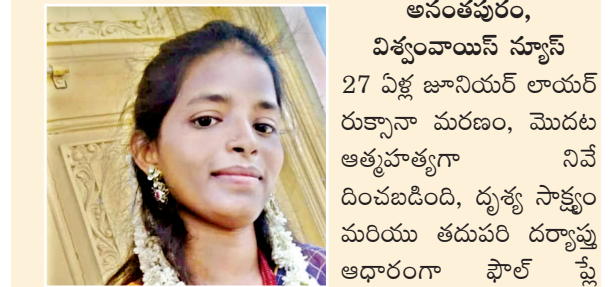 అనంతపురం,
విశ్వంవాయిస్ న్యూస్
27 ఏళ్ల జూనియర్ లాయర్
రుక్సానా మరణం, మొదట
ఆత్మహత్యగా నివే
దించబడింది, దృశ్య సాక్ష్యం
మరియు తదుపరి దర్యాప్తు
ఆధారంగా ఫౌల్ ప్లే